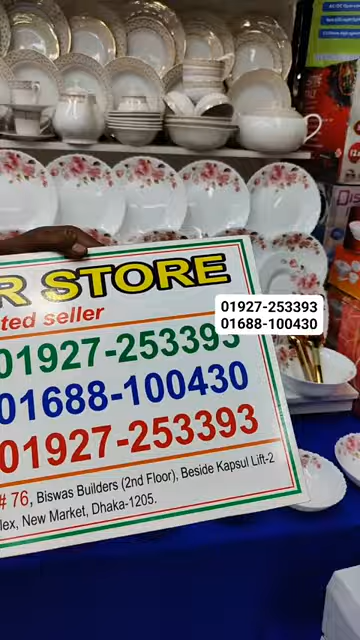 R STORE
ted seller
01927-253393
01688-100430
01927-253393
01688-100430
01927-253393
# 76, Biswas Builders (2nd Floor), Beside Kapsul Lift-2
lex, New Market, Dhaka-1205.